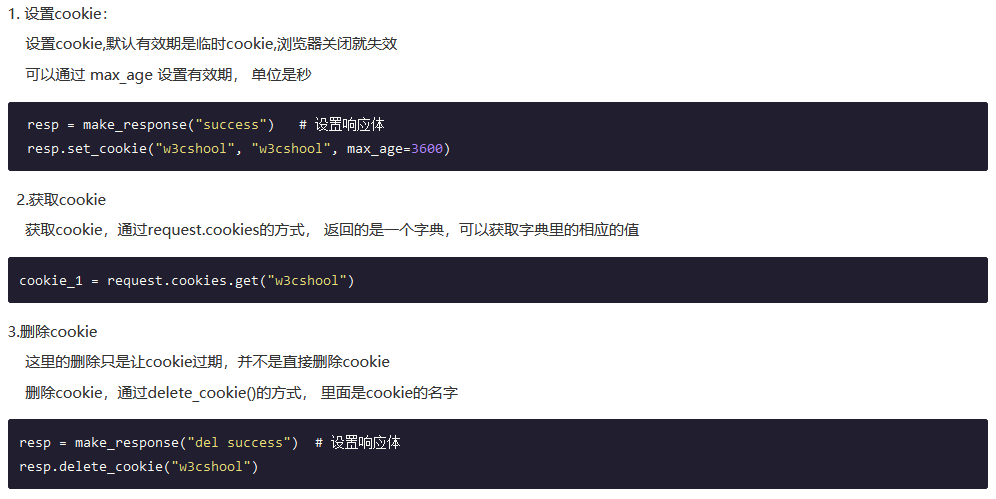 1. 设置cookie：
设置cookie,默认有效期是临时cookie,浏览器关闭就失效
可以通过 max_age 设置有效期， 单位是秒
resp = make_response("success")   # 设置响应体
resp.set_cookie("w3cshool", "w3cshool", max_age=3600)
2.获取cookie
获取cookie，通过request.cookies的方式， 返回的是一个字典，可以获取字典里的相应的值
cookie_1 = request.cookies.get("w3cshool")
3.删除cookie
这里的删除只是让cookie过期，并不是直接删除cookie
删除cookie，通过delete_cookie()的方式， 里面是cookie的名字
resp = make_response("del success")  # 设置响应体
resp.delete_cookie("w3cshool")